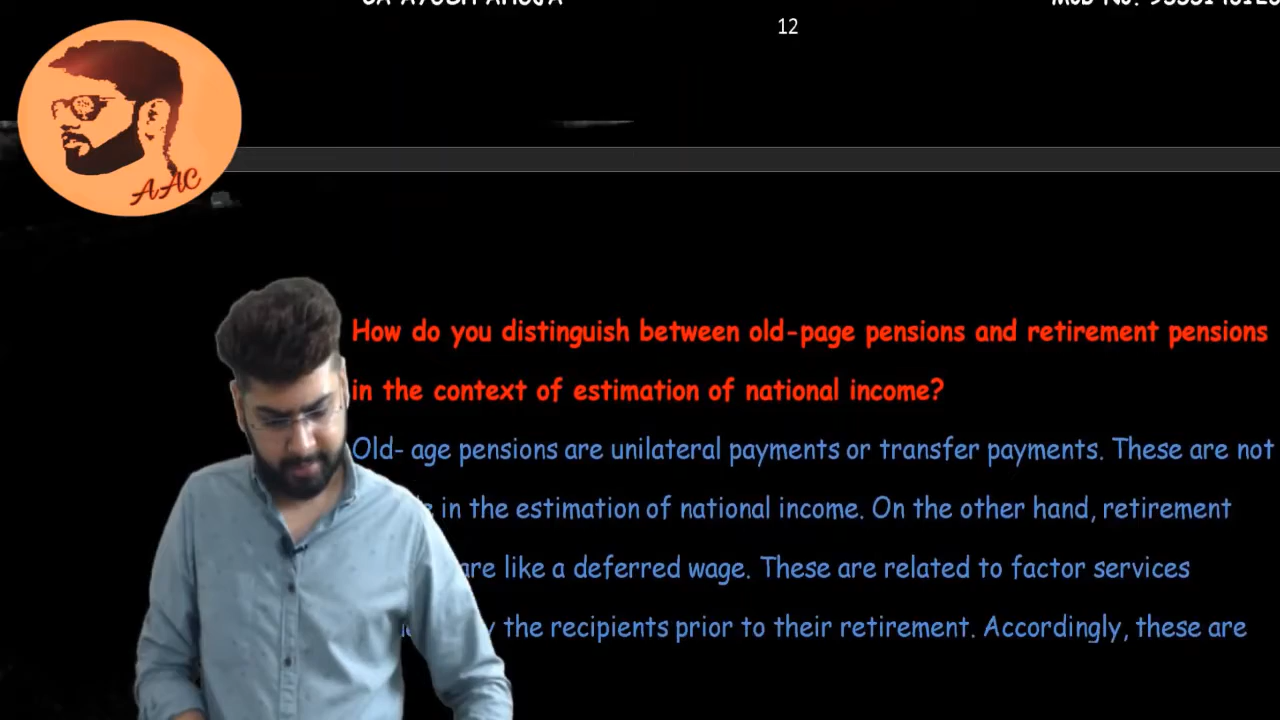 12
AAC
How do you distinguish between old-page pensions and retirement pensions
in the context of estimation of national income?
Old- age pensions are unilateral payments or transfer payments. These are not
in the estimation of national income. On the other hand, retirement
are like a deferred wage. These are related to factor services
the recipients prior to their retirement. Accordingly, these are